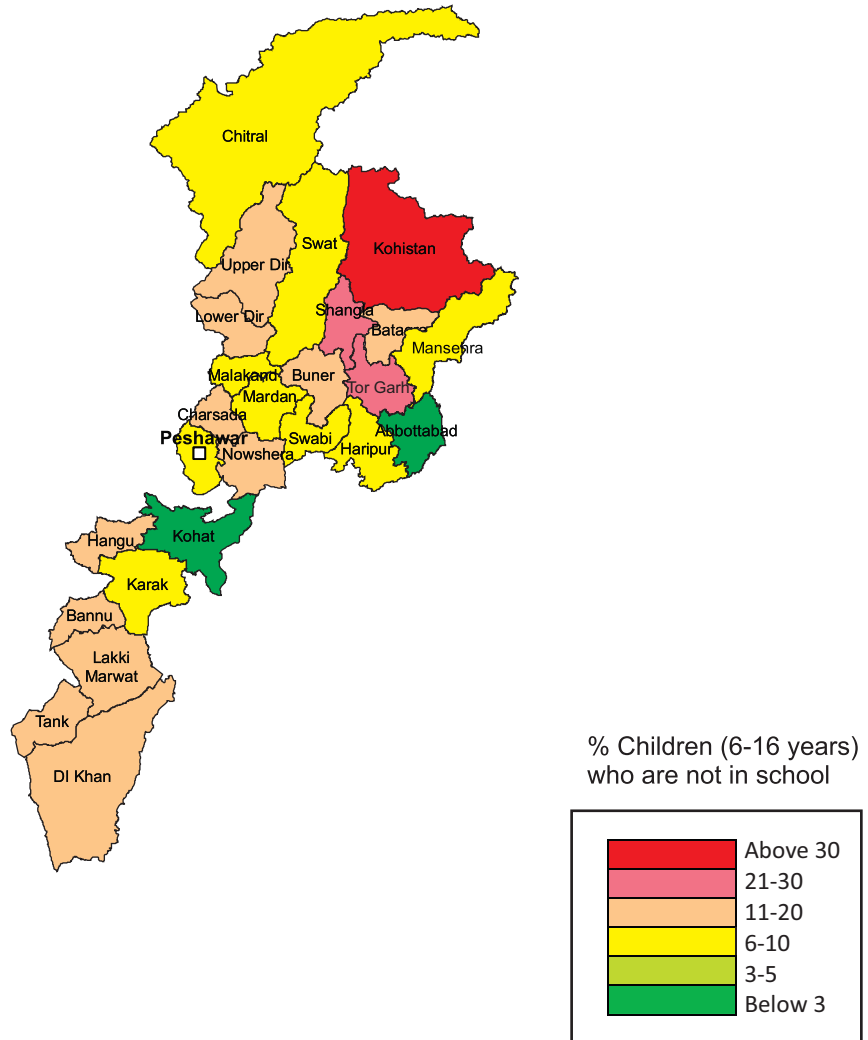 Chitral
Swat
Kohistan
Upper Dir
Shangla
Lower Dir
Mansehra
Malakand
Buner
Tor Garh
Mardan
Charsada
Abbottabad
Peshawar
Swabi
Haripur
Nowshera
Kohat
Hangu
Karak
Bannu
Lakki
Marwat
Tank
DI Khan
% Children (6-16 years)
who are not in school
Above 30
21-30
11-20
6-10
3-5
Below 3